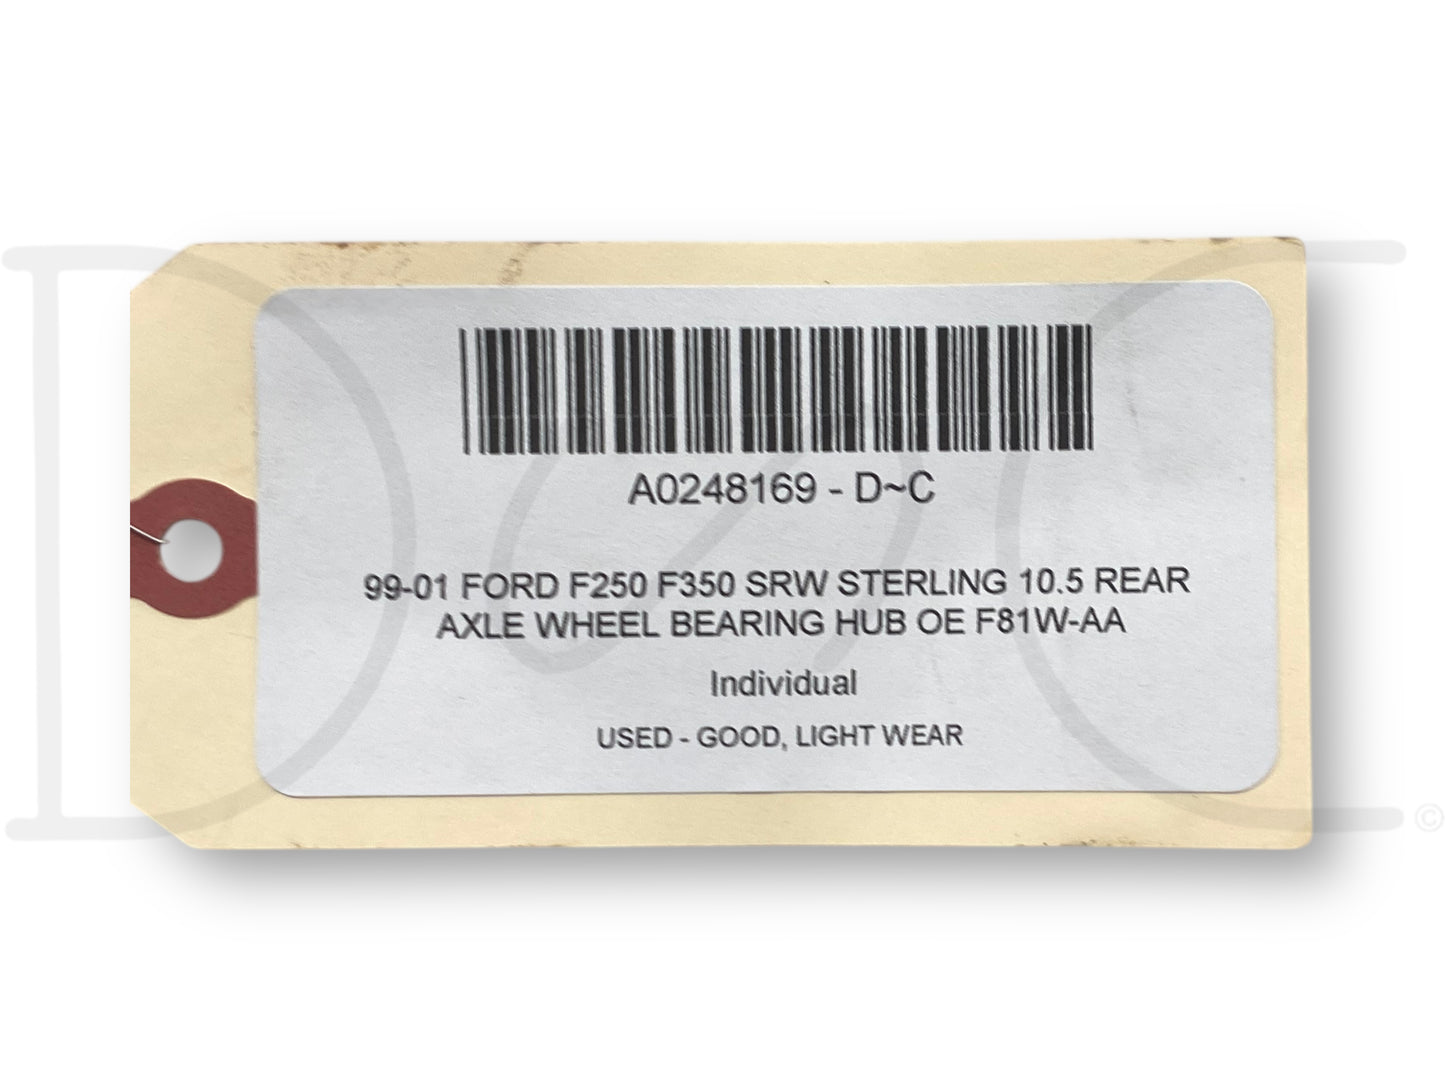 A0248169 - D~C
99-01 FORD F250 F350 SRW STERLING 10.5 REAR
AXLE WHEEL BEARING HUB OE F81W-AA
Individual
USED - GOOD, LIGHT WEAR
©